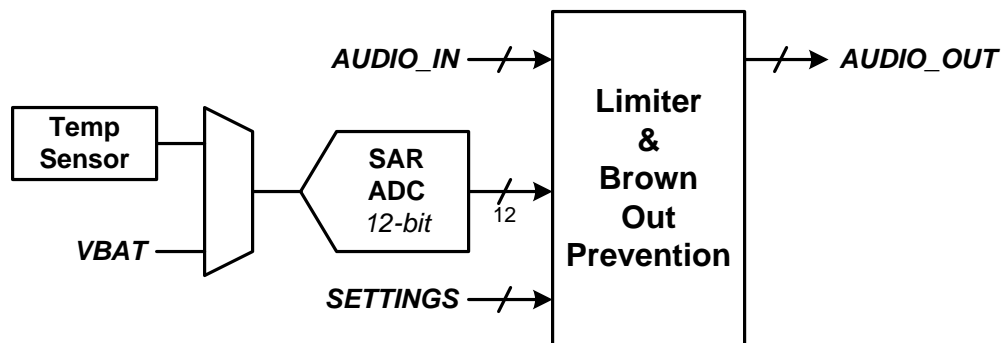 AUDIO_IN
AUDIO_OUT
Temp
Sensor
SAR
ADC
12-bit
12
Limiter
&
Brown
Out
Prevention
VBAT
SETTINGS